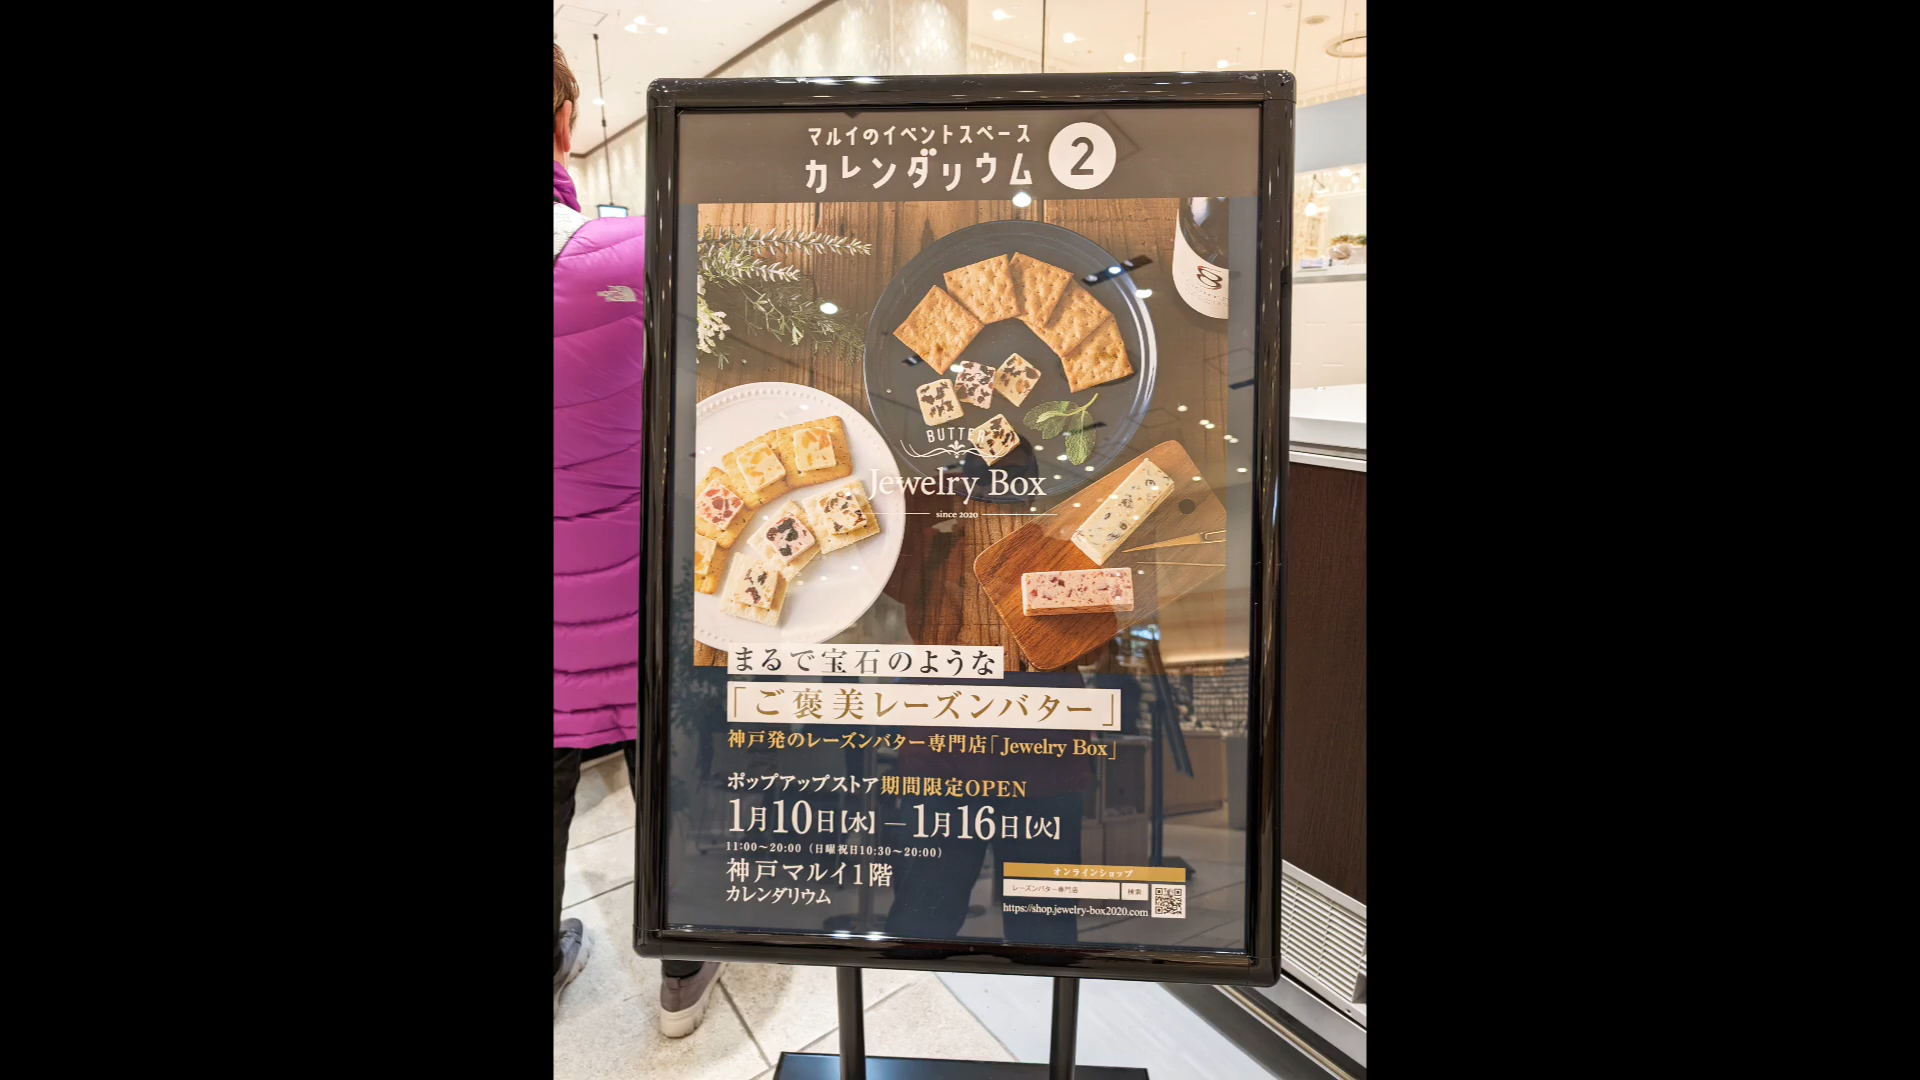 マルイのイベントスペース
カレンダリウム 2
BUTTER
Jewelry Box
since 2020
まるで宝石のような
「ご褒美レーズンバター」
神戸発のレーズンバター専門店「Jewelry Box」
ポップアップストア期間限定OPEN
1月10日【水】—1月16日【火】
11:00〜20:00（日曜祝日10:30〜20:00）
神戸マルイ1階
カレンダリウム
オンラインショップ
レーズンバター専門店 検索
https://shop.jewelry-box2020.com